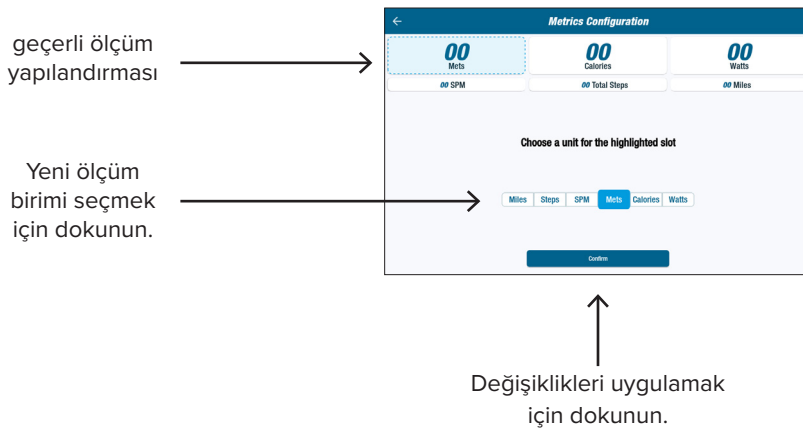 Metrics Configuration
geçerli ölçüm
yapılandırması
00 00 00
Mets Calories Watts
00 SPM 00 Total Steps 00 Miles
Choose a unit for the highlighted slot
Yeni ölçüm
birimi seçmek
için dokunun.
Miles Steps SPM Mets Calories Watts
Confirm
Değişiklikleri uygulamak
için dokunun.